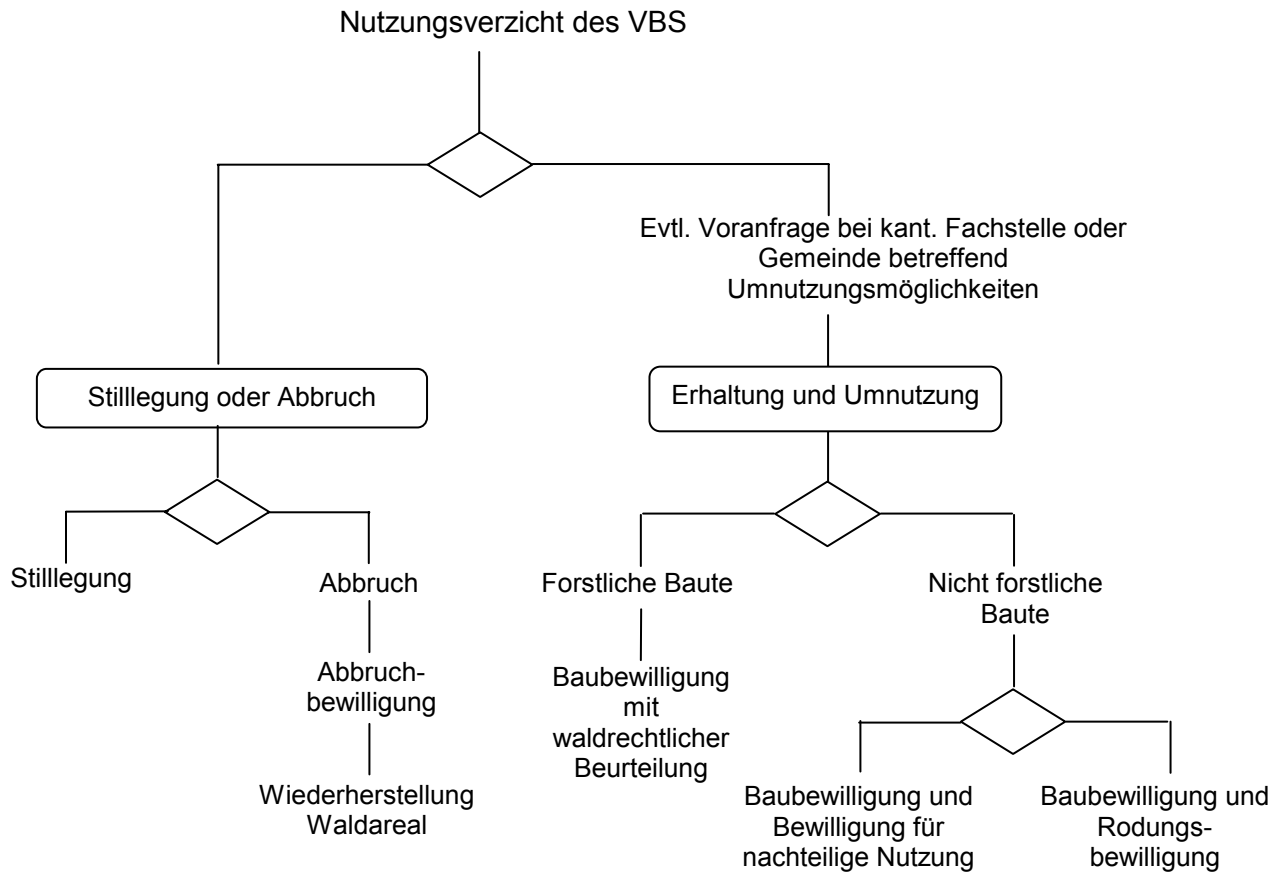 Nutzungsverzicht des VBS
Evtl. Voranfrage bei kant. Fachstelle oder
Gemeinde betreffend
Umnutzungsmöglichkeiten
Stilllegung oder Abbruch
Erhaltung und Umnutzung
Stilllegung
Abbruch
Forstliche Baute
Nicht forstliche
Baute
Abbruch-
bewilligung
Baubewilligung
mit
waldrechtlicher
Beurteilung
Wiederherstellung
Waldareal
Baubewilligung und
Bewilligung für
nachteilige Nutzung
Baubewilligung und
Rodungs-
bewilligung